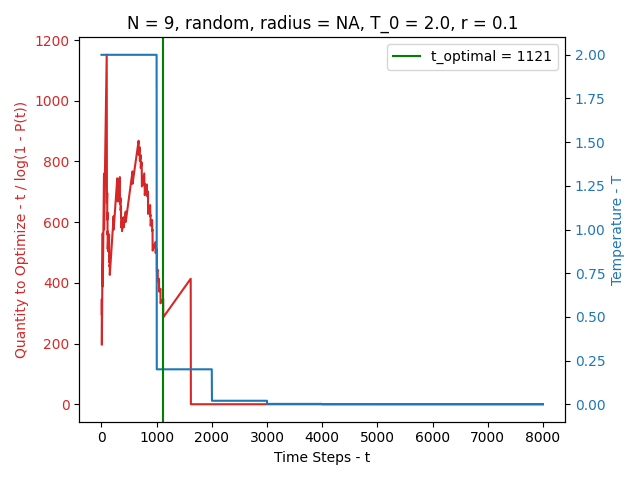 N = 9, random, radius = NA, T_0 = 2.0, r = 0.1
t_optimal = 1121
Quantity to Optimize - t / log(1 - P(t))
1200
1000
800
600
400
200
0
2.00
1.75
1.50
1.25
1.00
0.75
0.50
0.25
0.00
Temperature - T
0 1000 2000 3000 4000 5000 6000 7000 8000
Time Steps - t